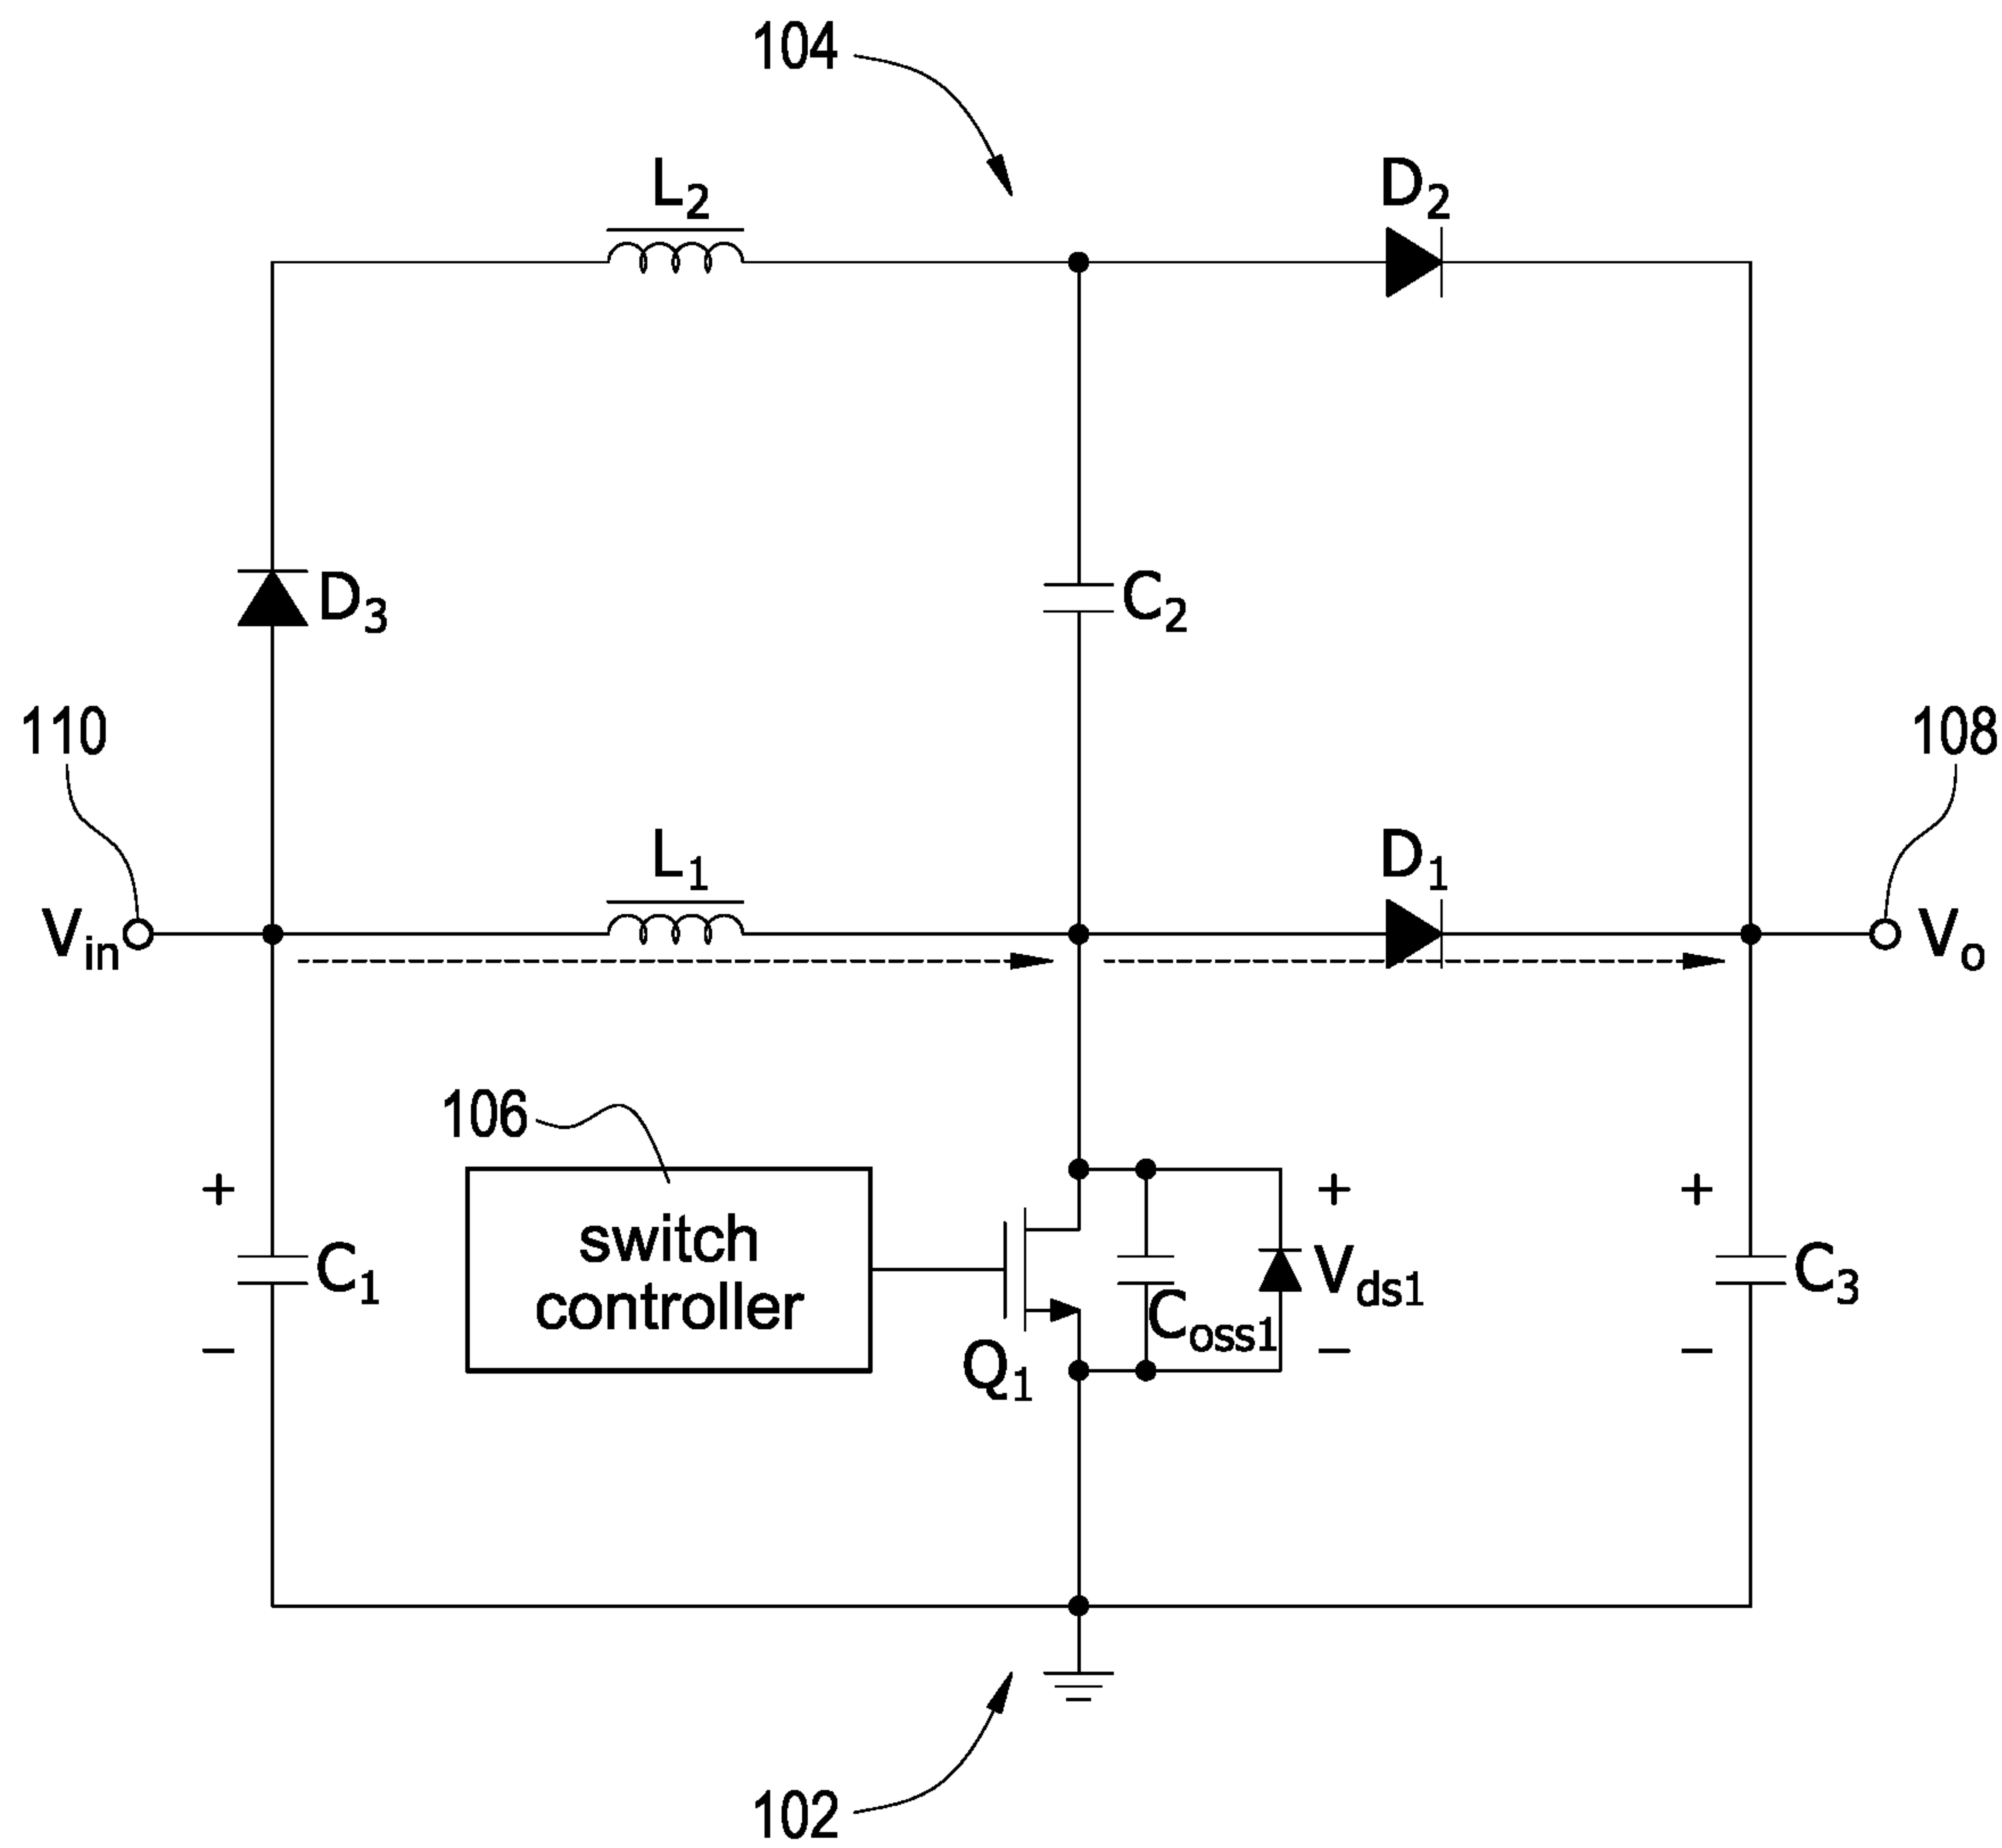 104
L₂
D₂
D₃
C₂
110
108
L₁
D₁
Vin
Vo
106
+
+
+
switch
controller
C₁
Vds1
C₃
Coss1
−
−
−
Q₁
102